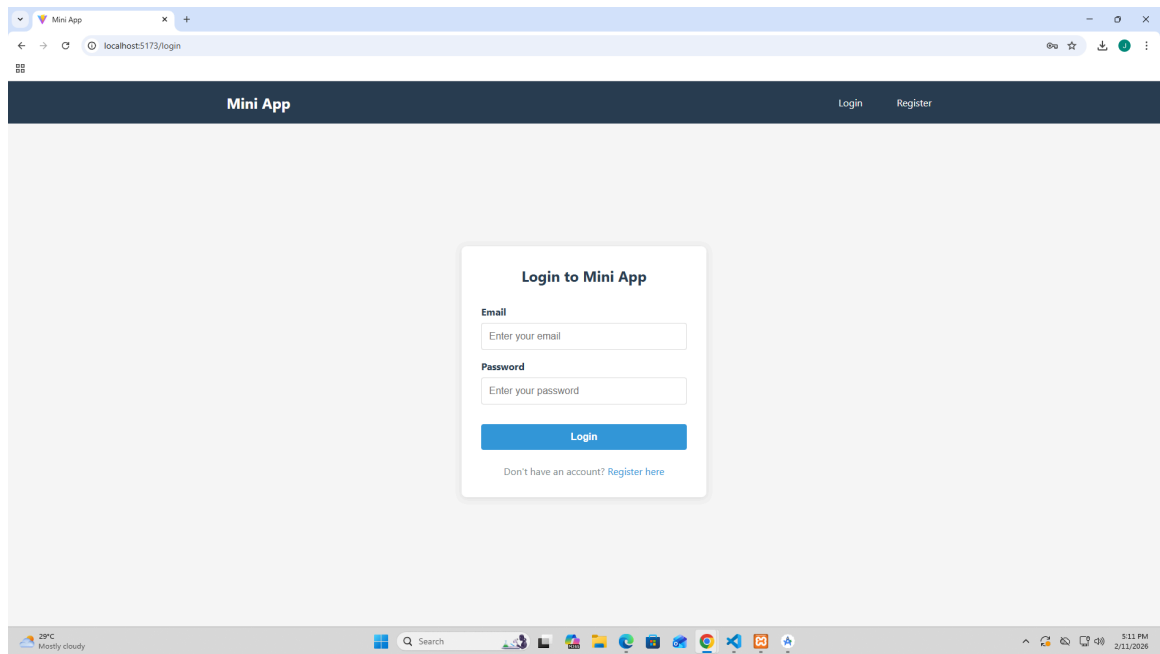 Mini App
localhost:5173/login
J
Mini App
Login
Register
Login to Mini App
Email
Enter your email
Password
Enter your password
Login
Don't have an account? Register here
29°C
Mostly cloudy
Search
5:11 PM
2/11/2026